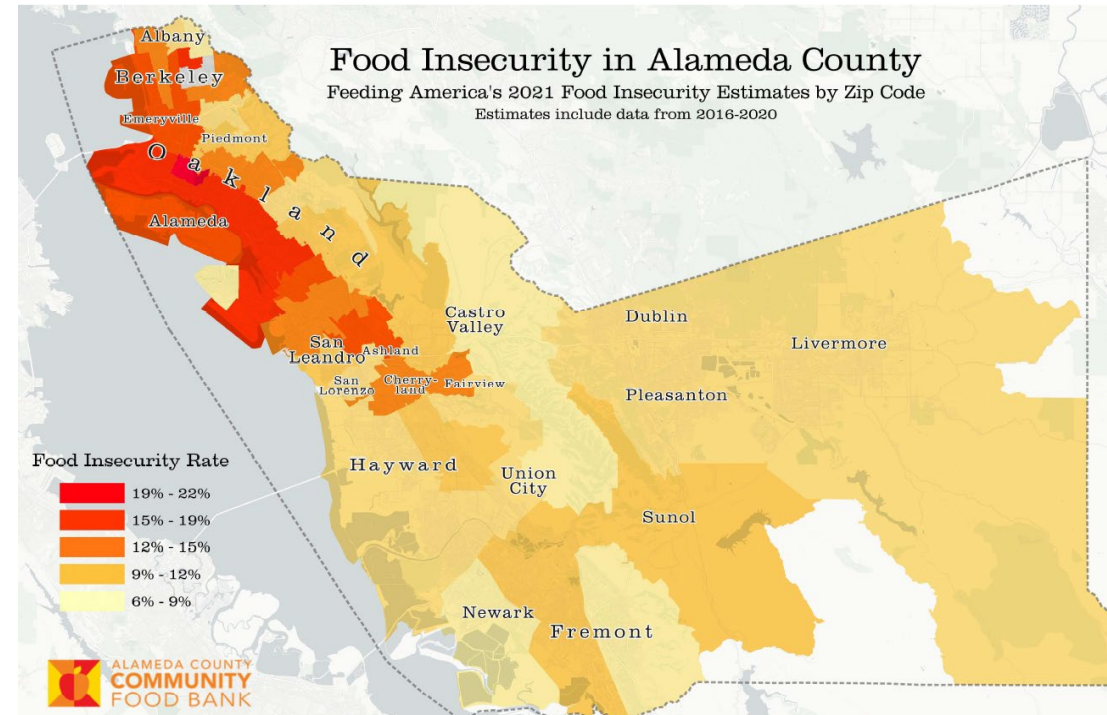 Food Insecurity in Alameda County
Feeding America's 2021 Food Insecurity Estimates by Zip Code
Estimates include data from 2016-2020
Albany
Berkeley
Emeryville
Piedmont
Oakland
Alameda
Castro
Valley
Dublin
Livermore
San
Leandro
Ashland
San
Lorenzo
Cherry-
land
Fairview
Pleasanton
Hayward
Union
City
Sunol
Newark
Fremont
Food Insecurity Rate
19% - 22%
15% - 19%
12% - 15%
9% - 12%
6% - 9%
ALAMEDA COUNTY
COMMUNITY
FOOD BANK